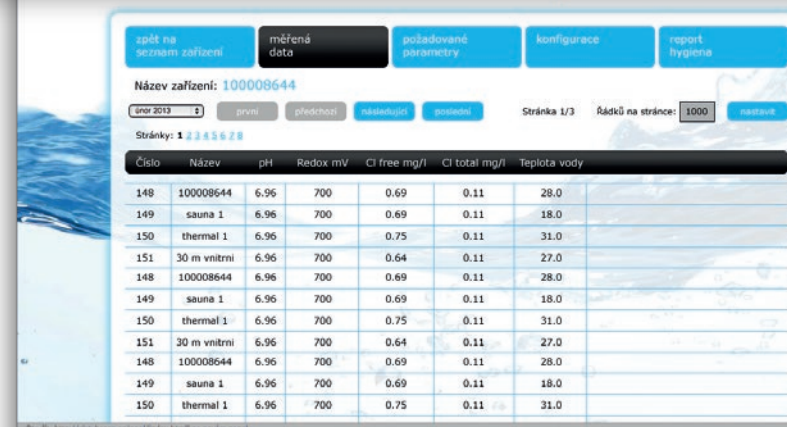 zpět na
seznam zařízení
měřená
data
požadované
parametry
konfigurace
report
hygiena
Název zařízení: 100008644
únor 2013 první předchozí následující poslední Stránka 1/3 Řádků na stránce: 1000 nastavit
Stránky: 1 2 3 4 5 6 7 8
Číslo Název pH Redox mV Cl free mg/l Cl total mg/l Teplota vody
148 100008644 6.96 700 0.69 0.11 28.0
149 sauna 1 6.96 700 0.69 0.11 18.0
150 thermal 1 6.96 700 0.75 0.11 31.0
151 30 m vnitrni 6.96 700 0.64 0.11 27.0
148 100008644 6.96 700 0.69 0.11 28.0
149 sauna 1 6.96 700 0.69 0.11 18.0
150 thermal 1 6.96 700 0.75 0.11 31.0
151 30 m vnitrni 6.96 700 0.64 0.11 27.0
148 100008644 6.96 700 0.69 0.11 28.0
149 sauna 1 6.96 700 0.69 0.11 18.0
150 thermal 1 6.96 700 0.75 0.11 31.0